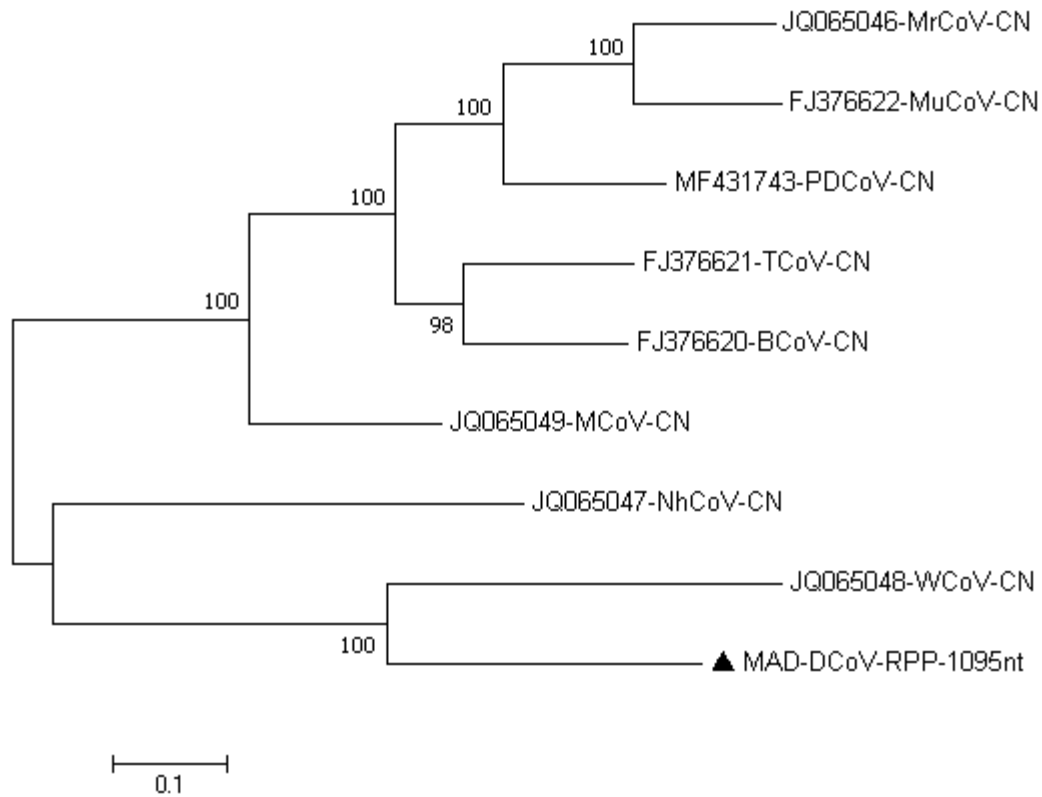 JQ065046-MrCoV-CN
100
FJ376622-MuCoV-CN
100
MF431743-PDCoV-CN
100
FJ376621-TCoV-CN
100
98
FJ376620-BCoV-CN
JQ065049-MCoV-CN
JQ065047-NhCoV-CN
JQ065048-WCoV-CN
100
▲ MAD-DCoV-RPP-1095nt
0.1